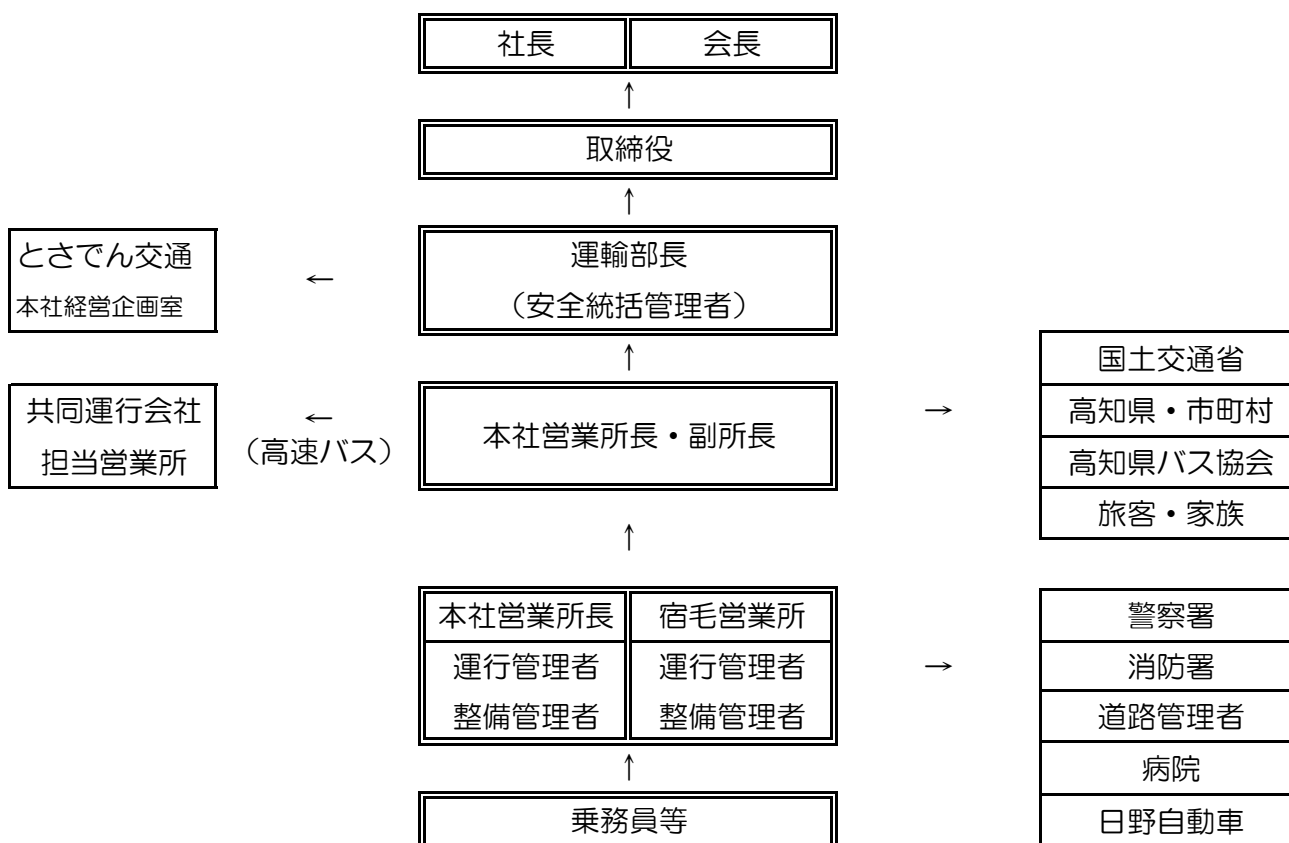 社長 会長
↑
取締役
↑
とさでん交通
本社経営企画室
←
運輸部長
（安全統括管理者）
↑
共同運行会社
担当営業所
←
（高速バス）
本社営業所長・副所長
→
国土交通省
高知県・市町村
高知県バス協会
旅客・家族
↑
本社営業所長 宿毛営業所
運行管理者 運行管理者
整備管理者 整備管理者
→
警察署
消防署
道路管理者
病院
日野自動車
↑
乗務員等